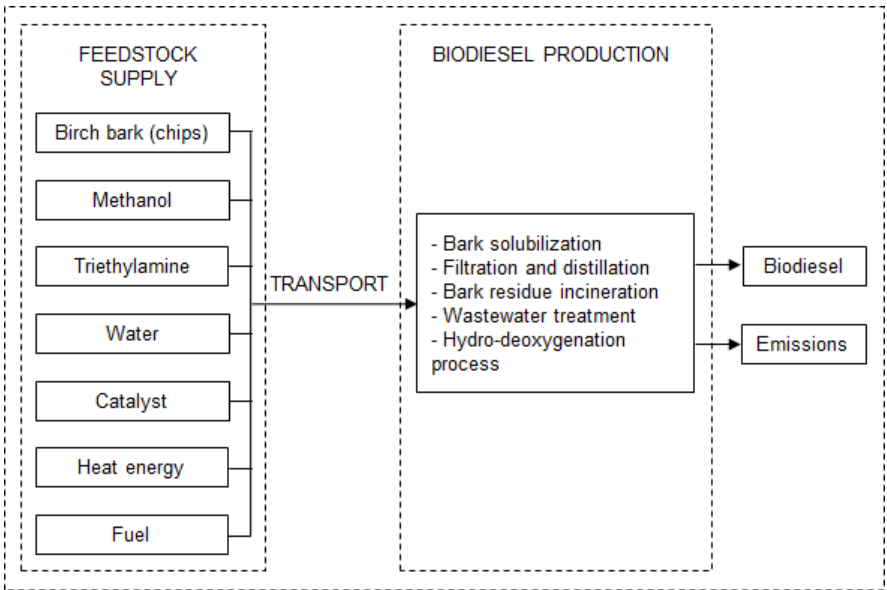 FEEDSTOCK
SUPPLY
Birch bark (chips)
Methanol
Triethylamine
Water
Catalyst
Heat energy
Fuel
TRANSPORT
BIODIESEL PRODUCTION
- Bark solubilization
- Filtration and distillation
- Bark residue incineration
- Wastewater treatment
- Hydro-deoxygenation
process
Biodiesel
Emissions